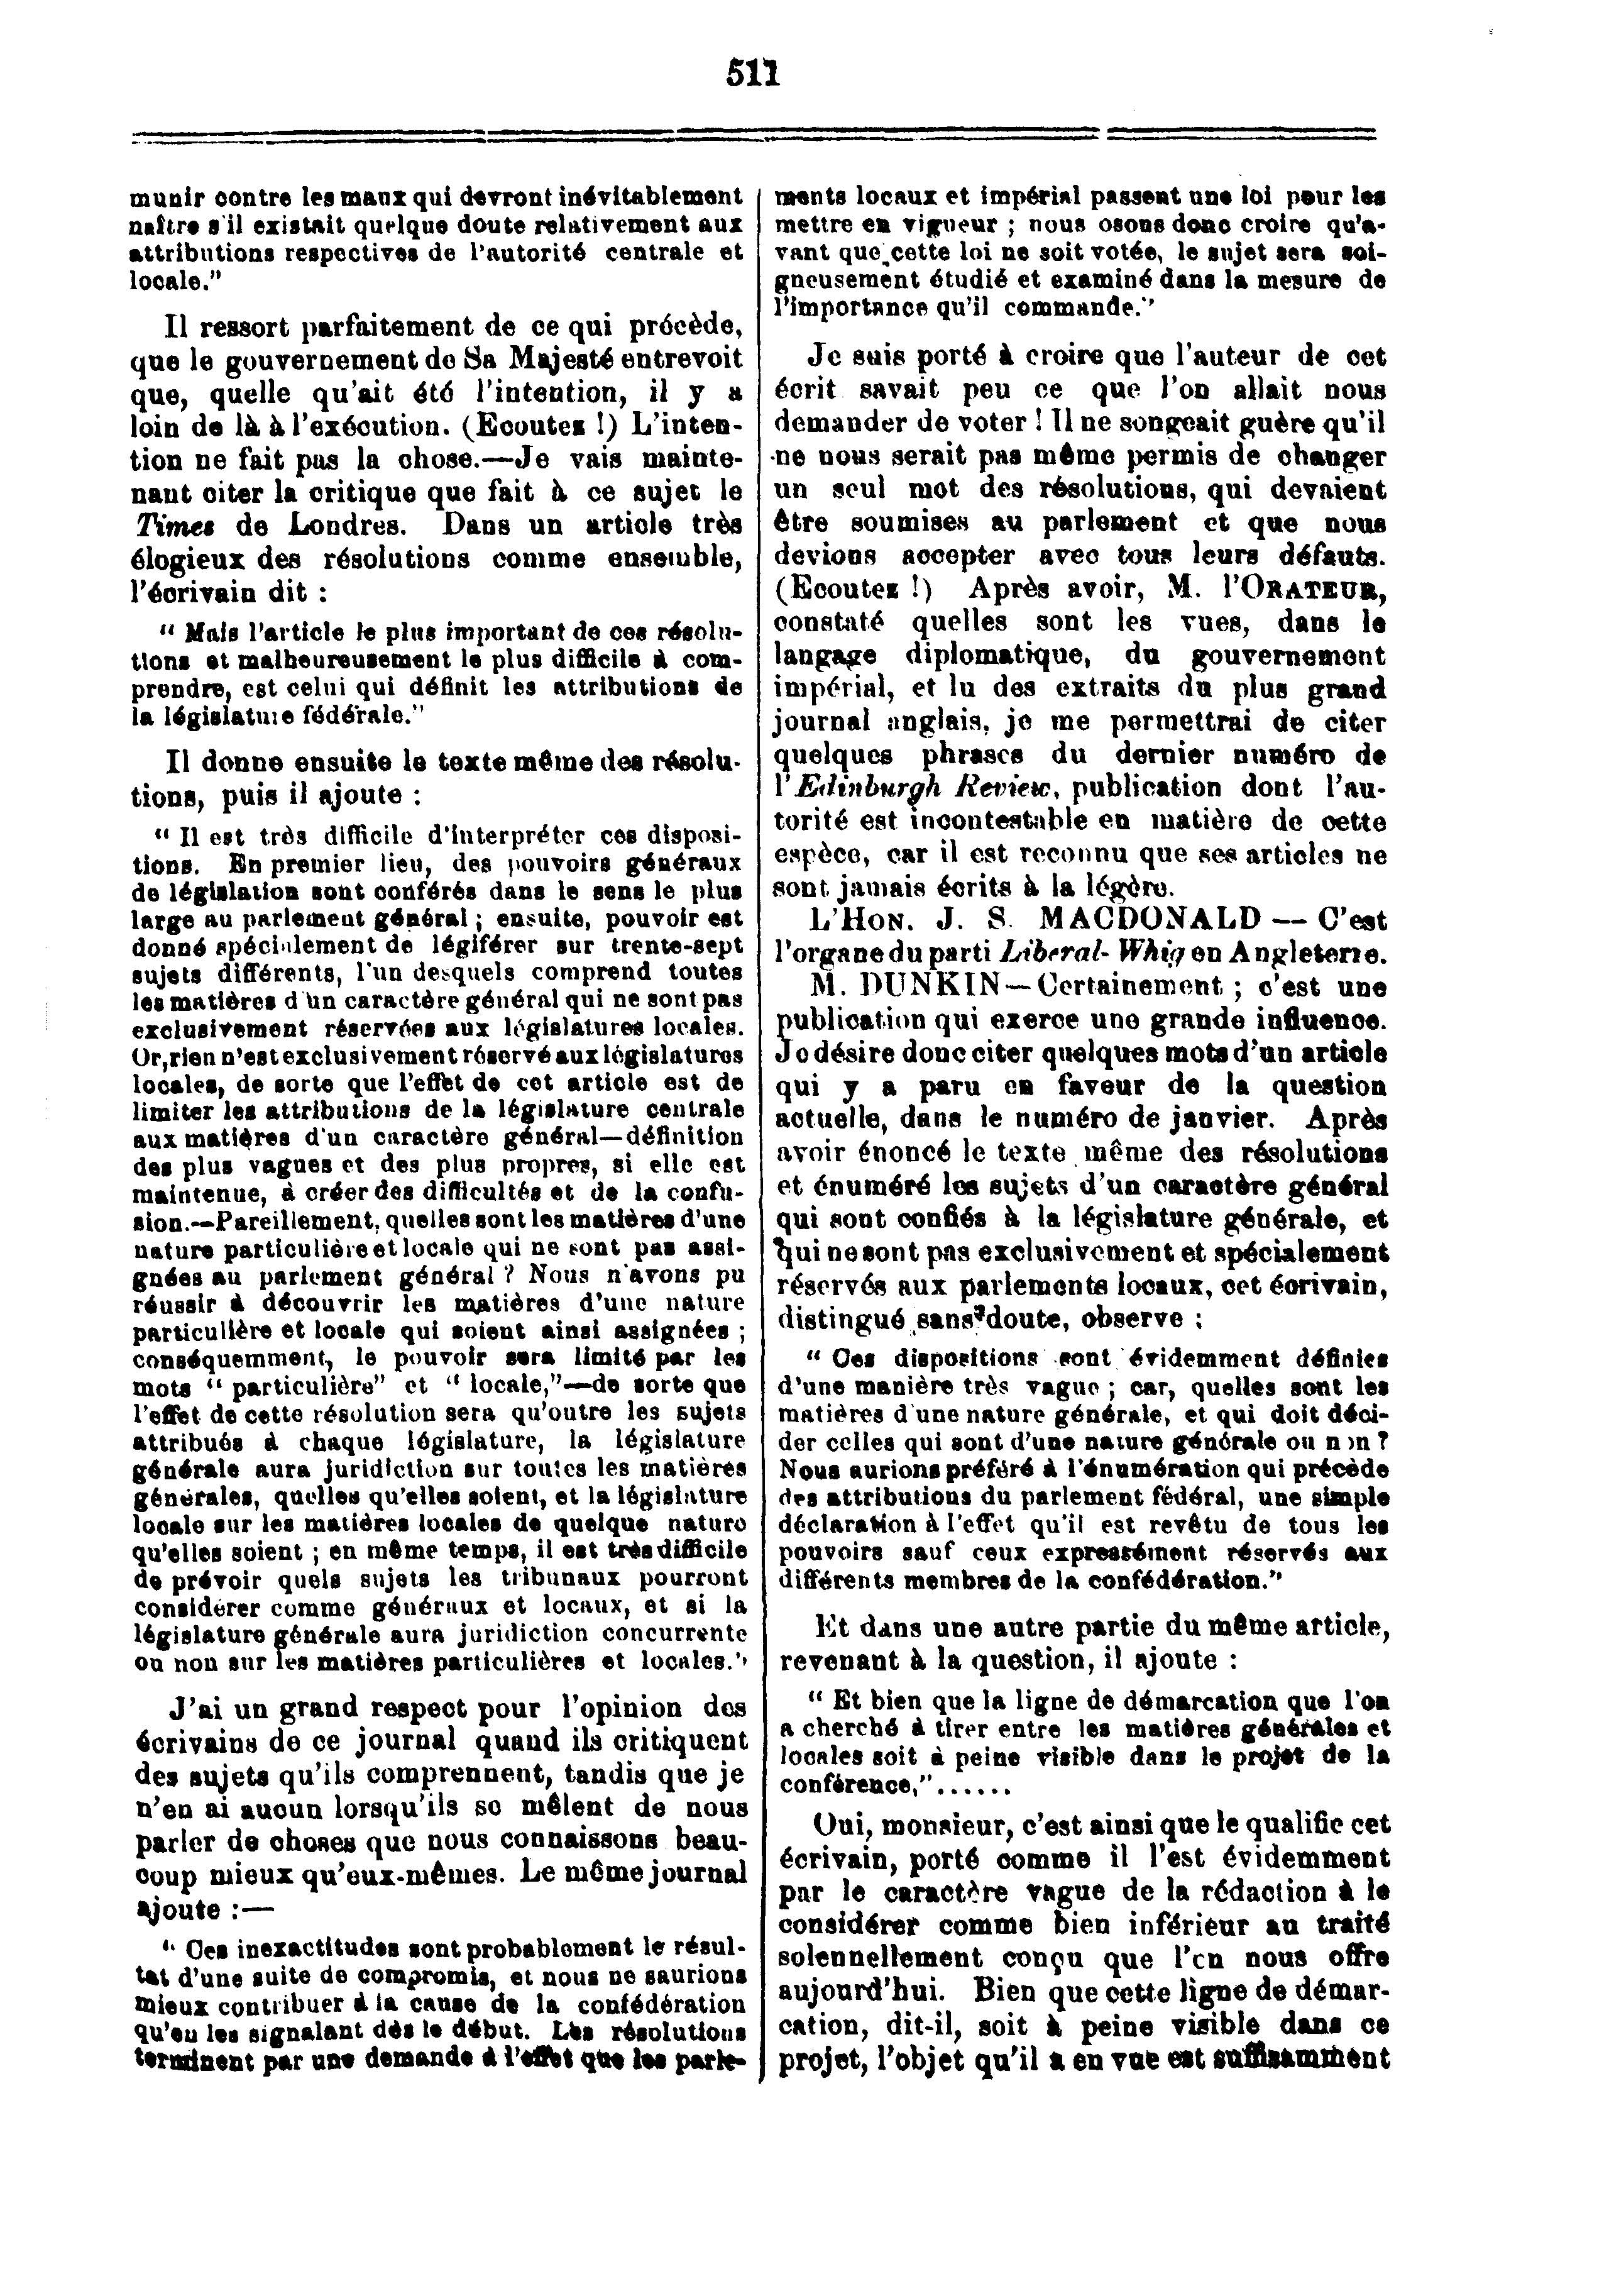 511
munir contre les maux qui devront inévitablement
naître s'il existait quelque doute relativement aux
attributions respectives de l'autorité centrale et
locale."
Il ressort parfaitement de ce qui précède,
que le gouvernement de Sa Majesté entrevoit
que, quelle qu'ait été l'intention, il y a
loin de là à l'exécution. (Ecoutez !) L'inten-
tion ne fait pas la chose.—Je vais mainte-
nant citer la critique que fait à ce sujet le
Times de Londres. Dans un article très
élogieux des résolutions comme ensemble,
l'écrivain dit :
" Mais l'article le plus important de ces résolu-
tions et malheureusement le plus difficile à com-
prendre, est celui qui définit les attributions de
la législature fédérale."
Il donne ensuite le texte même des résolu-
tions, puis il ajoute :
" Il est très difficile d'interpréter ces disposi-
tions. En premier lieu, des pouvoirs généraux
de législation sont conférés dans le sens le plus
large au parlement général ; ensuite, pouvoir est
donné spécialement de légiférer sur trente-sept
sujets différents, l'un desquels comprend toutes
les matières d'un caractère général qui ne sont pas
exclusivement réservées aux législatures locales.
Or, rien n'est exclusivement réservé aux législatures
locales, de sorte que l'effet de cet article est de
limiter les attributions de la législature centrale
aux matières d'un caractère général—définition
des plus vagues et des plus propres, si elle est
maintenue, à créer des difficultés et de la confu-
sion.—Pareillement, quelles sont les matières d'une
nature particulière et locale qui ne sont pas assi-
gnées au parlement général ? Nous n'avons pu
réussir à découvrir les matières d'une nature
particulière et locale qui soient ainsi assignées ;
conséquemment, le pouvoir sera limité par les
mots " particulière" et " locale,"—de sorte que
l'effet de cette résolution sera qu'outre les sujets
attribués à chaque législature, la législature
générale aura juridiction sur toutes les matières
générales, quelles qu'elles soient, et la législature
locale sur les matières locales de quelque nature
qu'elles soient ; en même temps, il est très difficile
de prévoir quels sujets les tribunaux pourront
considérer comme généraux et locaux, et si la
législature générale aura juridiction concurrente
ou non sur les matières particulières et locales."
J'ai un grand respect pour l'opinion des
écrivains de ce journal quand ils critiquent
des sujets qu'ils comprennent, tandis que je
n'en ai aucun lorsqu'ils se mêlent de nous
parler de choses que nous connaissons beau-
coup mieux qu'eux-mêmes. Le même journal
ajoute :—
" Ces inexactitudes sont probablement le résul-
tat d'une suite de compromis, et nous ne saurions
mieux contribuer à la cause de la confédération
qu'en les signalant dès le début. Les résolutions
terminent par une demande à l'effet que les parle-
ments locaux et impérial passent une loi pour les
mettre en vigueur ; nous osons donc croire qu'a-
vant que cette loi ne soit votée, le sujet sera soi-
gneusement étudié et examiné dans la mesure de
l'importance qu'il commande."
Je suis porté à croire que l'auteur de cet
écrit savait peu ce que l'on allait nous
demander de voter ! Il ne songeait guère qu'il
ne nous serait pas même permis de changer
un seul mot des résolutions, qui devaient
être soumises au parlement et que nous
devions accepter avec tous leurs défauts.
(Ecoutez !) Après avoir, M. l'ORATEUR,
constaté quelles sont les vues, dans le
langage diplomatique, du gouvernement
impérial, et lu des extraits du plus grand
journal anglais, je me permettrai de citer
quelques phrases du dernier numéro de
l'Edinburgh Review, publication dont l'au-
torité est incontestable en matière de cette
espèce, car il est reconnu que ses articles ne
sont jamais écrits à la légère.
L'HON. J. S. MACDONALD — C'est
l'organe du parti Liberal-Whig en Angleterre.
M. DUNKIN—Certainement ; c'est une
publication qui exerce une grande influence.
Je désire donc citer quelques mots d'un article
qui y a paru en faveur de la question
actuelle, dans le numéro de janvier. Après
avoir énoncé le texte même des résolutions
et énuméré les sujets d'un caractère général
qui sont confiés à la législature générale, et
qui ne sont pas exclusivement et spécialement
réservés aux parlements locaux, cet écrivain,
distingué sans doute, observe :
" Ces dispositions sont évidemment définies
d'une manière très vague ; car, quelles sont les
matières d'une nature générale, et qui doit déci-
der celles qui sont d'une nature générale ou non ?
Nous aurions préféré à l'énumération qui précède
des attributions du parlement fédéral, une simple
déclaration à l'effet qu'il est revêtu de tous les
pouvoirs sauf ceux expressément réservés aux
différents membres de la confédération."
Et dans une autre partie du même article,
revenant à la question, il ajoute :
" Et bien que la ligne de démarcation que l'on
a cherché à tirer entre les matières générales et
locales soit à peine visible dans le projet de la
conférence,"......
Oui, monsieur, c'est ainsi que le qualifie cet
écrivain, porté comme il l'est évidemment
par le caractère vague de la rédaction à le
considérer comme bien inférieur au traité
solennellement conçu que l'on nous offre
aujourd'hui. Bien que cette ligne de démar-
cation, dit-il, soit à peine visible dans ce
projet, l'objet qu'il a en vue est suffisamment